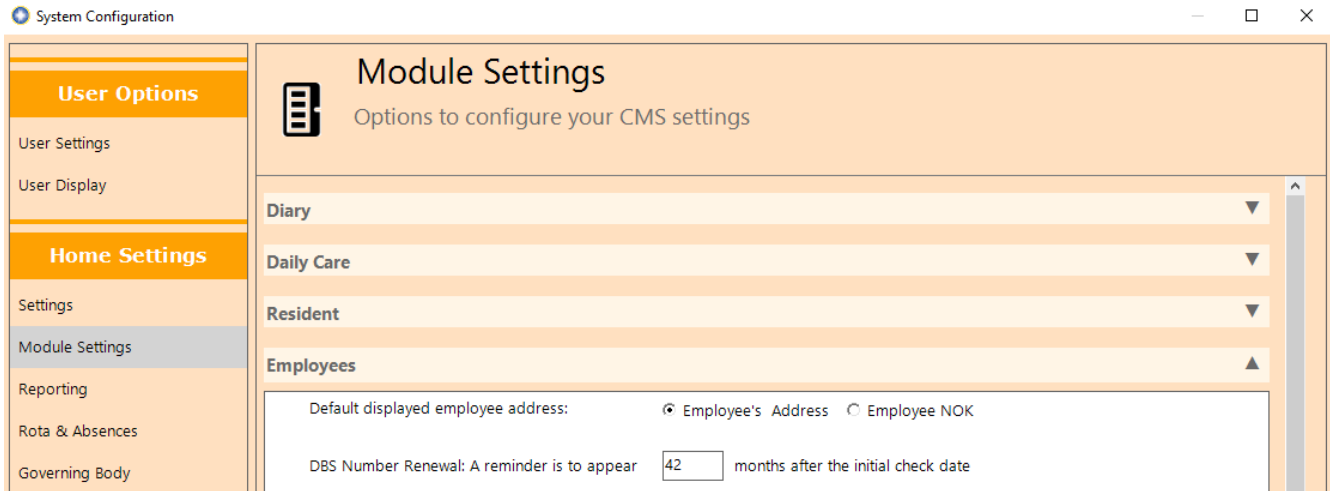 System Configuration
User Options
User Settings
User Display
Home Settings
Settings
Module Settings
Reporting
Rota & Absences
Governing Body
Module Settings
Options to configure your CMS settings
Diary
Daily Care
Resident
Employees
Default displayed employee address: Employee's Address Employee NOK
DBS Number Renewal: A reminder is to appear 42 months after the initial check date